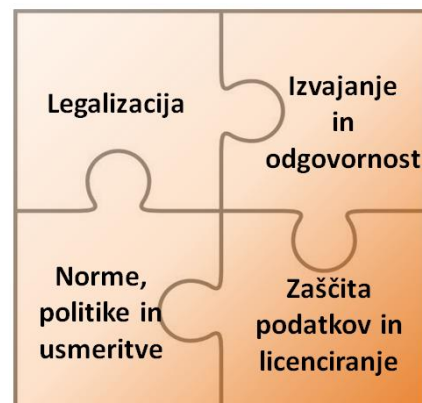 Legalizacija
Izvajanje
in
odgovornost
Norme,
politike in
usmeritve
Zaščita
podatkov in
licenciranje